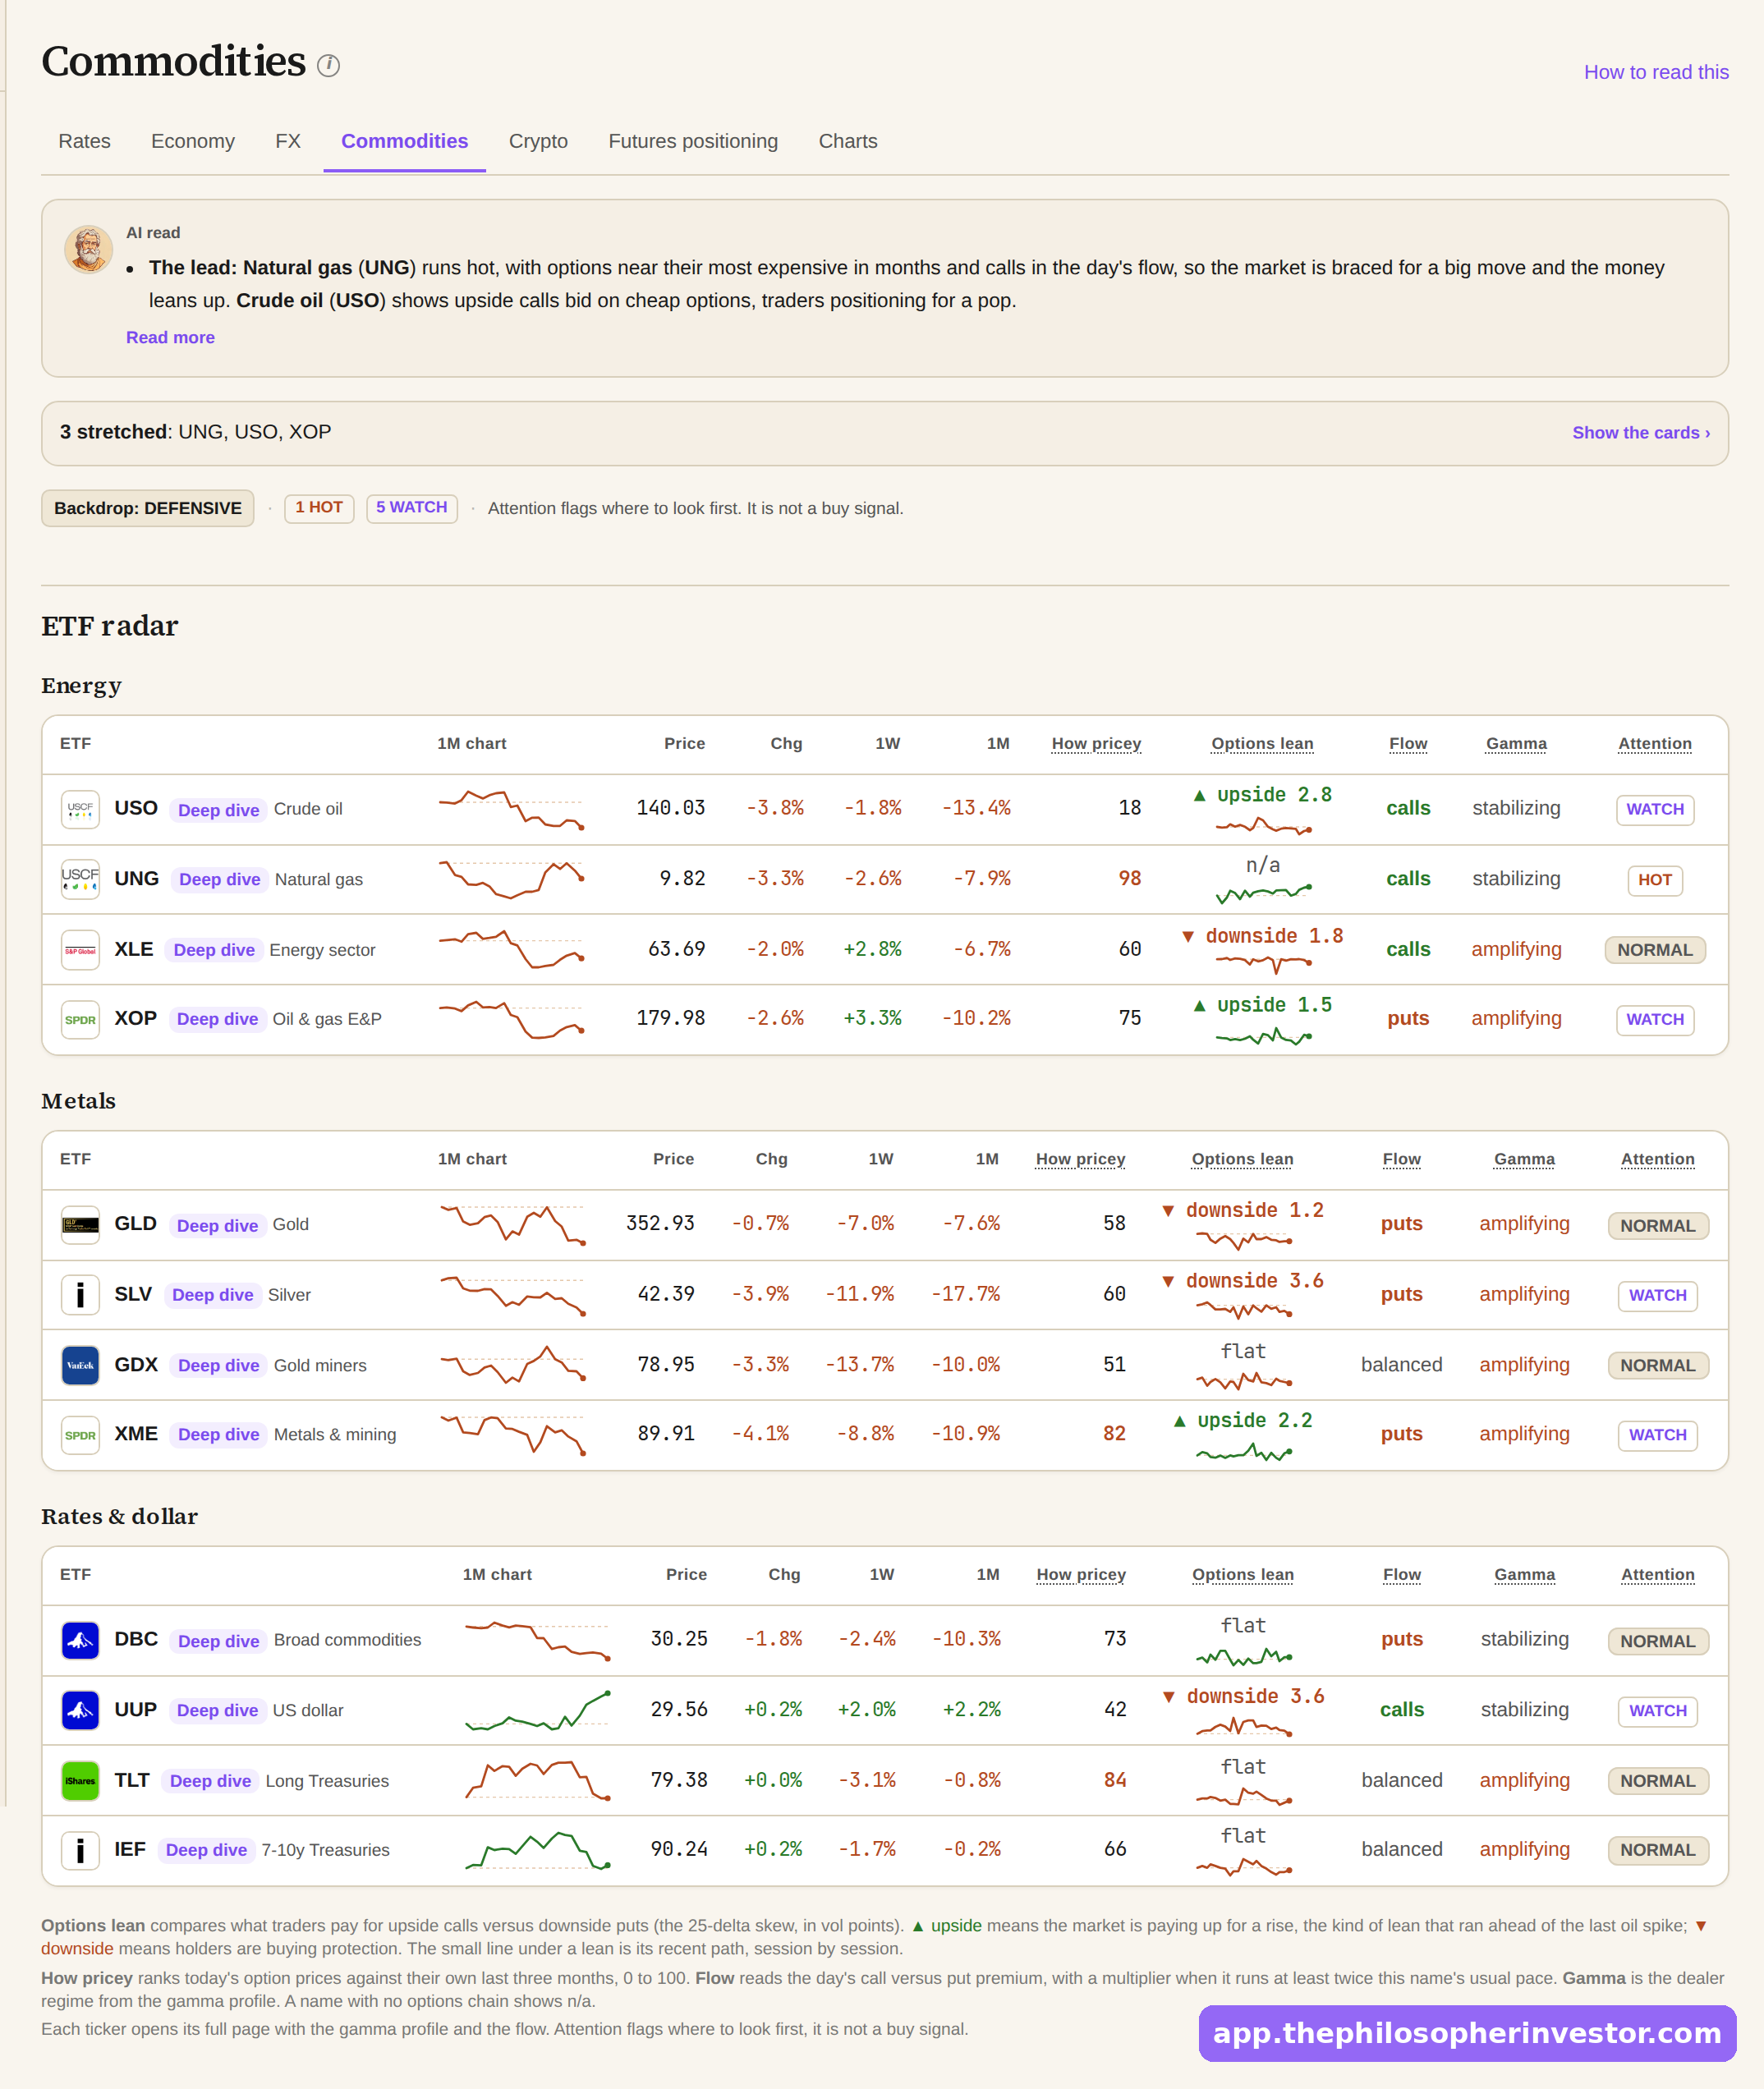 Commodities i
How to read this
Rates Economy FX Commodities Crypto Futures positioning Charts
AI read
• The lead: Natural gas (UNG) runs hot, with options near their most expensive in months and calls in the day's flow, so the market is braced for a big move and the money
leans up. Crude oil (USO) shows upside calls bid on cheap options, traders positioning for a pop.
Read more
3 stretched: UNG, USO, XOP Show the cards ›
Backdrop: DEFENSIVE · 1 HOT 5 WATCH · Attention flags where to look first. It is not a buy signal.
ETF radar
Energy
ETF 1M chart Price Chg 1W 1M How pricey Options lean Flow Gamma Attention
USCF USO Deep dive Crude oil 140.03 -3.8% -1.8% -13.4% 18 ▲ upside 2.8 calls stabilizing WATCH
USCF UNG Deep dive Natural gas 9.82 -3.3% -2.6% -7.9% 98 n/a calls stabilizing HOT
S&P Global XLE Deep dive Energy sector 63.69 -2.0% +2.8% -6.7% 60 ▼ downside 1.8 calls amplifying NORMAL
SPDR XOP Deep dive Oil & gas E&P 179.98 -2.6% +3.3% -10.2% 75 ▲ upside 1.5 puts amplifying WATCH
Metals
ETF 1M chart Price Chg 1W 1M How pricey Options lean Flow Gamma Attention
GLD Deep dive Gold 352.93 -0.7% -7.0% -7.6% 58 ▼ downside 1.2 puts amplifying NORMAL
i SLV Deep dive Silver 42.39 -3.9% -11.9% -17.7% 60 ▼ downside 3.6 puts amplifying WATCH
VanEck GDX Deep dive Gold miners 78.95 -3.3% -13.7% -10.0% 51 flat balanced amplifying NORMAL
SPDR XME Deep dive Metals & mining 89.91 -4.1% -8.8% -10.9% 82 ▲ upside 2.2 puts amplifying WATCH
Rates & dollar
ETF 1M chart Price Chg 1W 1M How pricey Options lean Flow Gamma Attention
DBC Deep dive Broad commodities 30.25 -1.8% -2.4% -10.3% 73 flat puts stabilizing NORMAL
UUP Deep dive US dollar 29.56 +0.2% +2.0% +2.2% 42 ▼ downside 3.6 calls stabilizing WATCH
iShares TLT Deep dive Long Treasuries 79.38 +0.0% -3.1% -0.8% 84 flat balanced amplifying NORMAL
i IEF Deep dive 7-10y Treasuries 90.24 +0.2% -1.7% -0.2% 66 flat balanced amplifying NORMAL
Options lean compares what traders pay for upside calls versus downside puts (the 25-delta skew, in vol points). ▲ upside means the market is paying up for a rise, the kind of lean that ran ahead of the last oil spike; ▼
downside means holders are buying protection. The small line under a lean is its recent path, session by session.
How pricey ranks today's option prices against their own last three months, 0 to 100. Flow reads the day's call versus put premium, with a multiplier when it runs at least twice this name's usual pace. Gamma is the dealer
regime from the gamma profile. A name with no options chain shows n/a.
Each ticker opens its full page with the gamma profile and the flow. Attention flags where to look first, it is not a buy signal.
app.thephilosopherinvestor.com